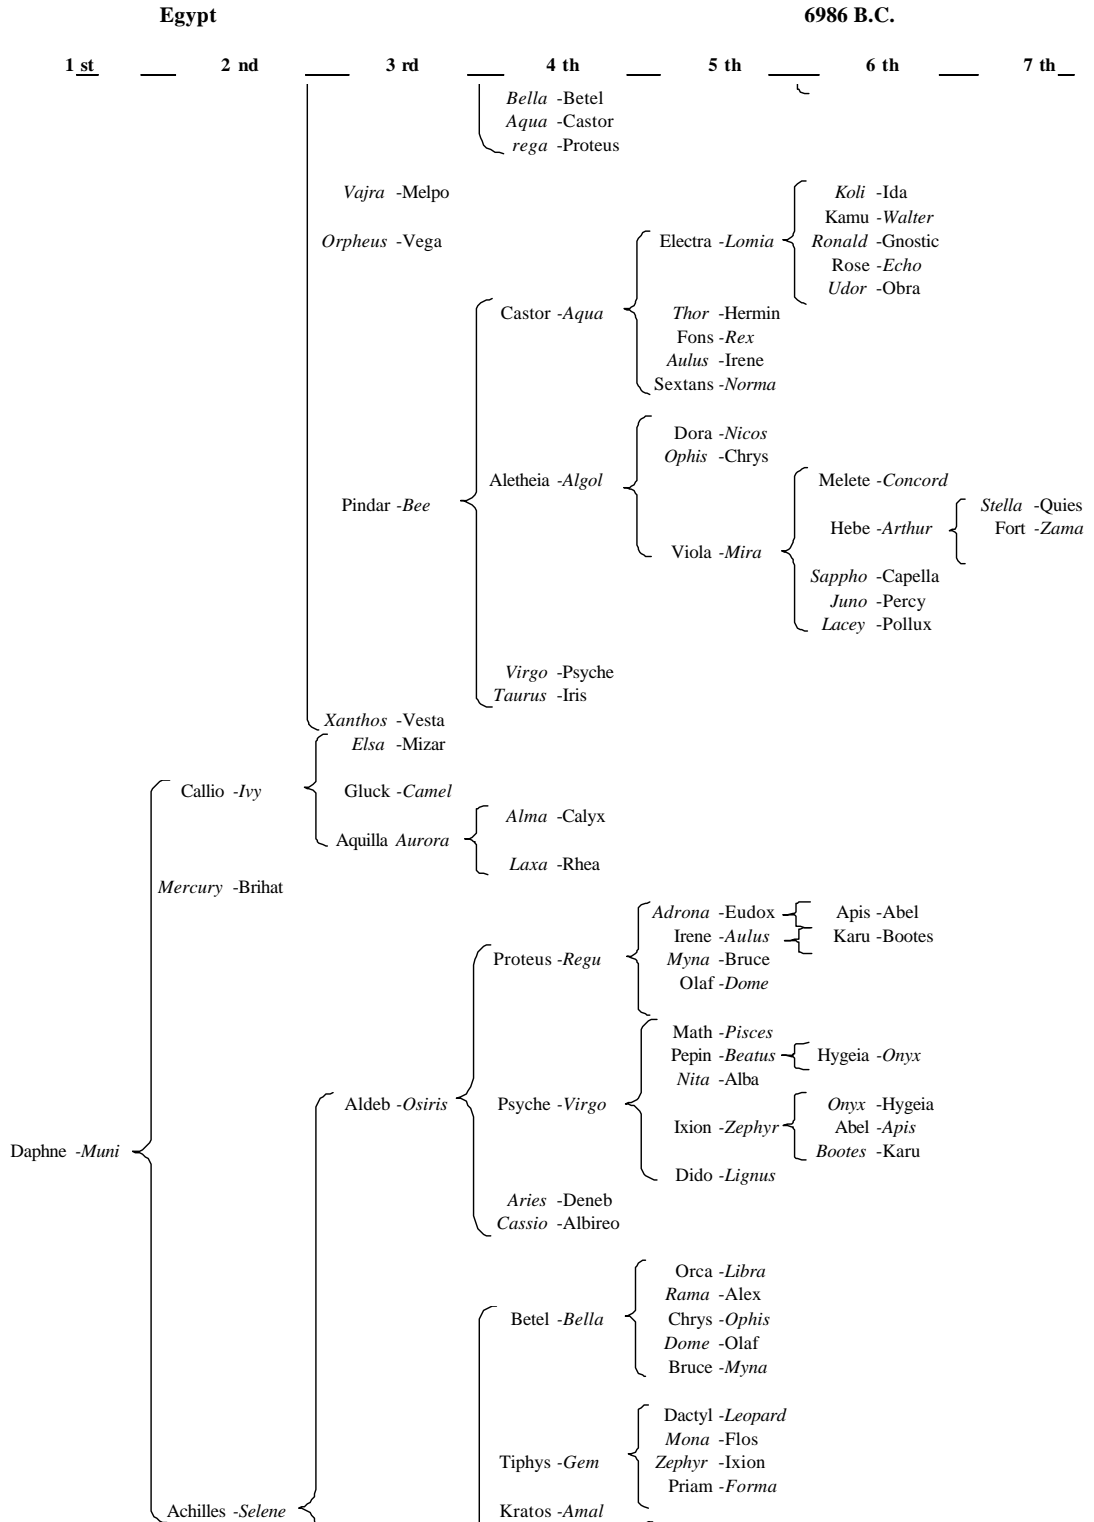 Egypt 6986 B.C.
1 st 2 nd 3 rd 4 th 5 th 6 th 7 th
Bella -Betel
Aqua -Castor
rega -Proteus
Vajra -Melpo
Koli -Ida
Kamu -Walter
Orpheus -Vega
Electra -Lomia
Ronald -Gnostic
Rose -Echo
Udor -Obra
Castor -Aqua
Thor -Hermin
Fons -Rex
Aulus -Irene
Sextans -Norma
Dora -Nicos
Ophis -Chrys
Aletheia -Algol
Melete -Concord
Pindar -Bee
Stella -Quies
Hebe -Arthur
Fort -Zama
Viola -Mira
Sappho -Capella
Juno -Percy
Lacey -Pollux
Virgo -Psyche
Taurus -Iris
Xanthos -Vesta
Elsa -Mizar
Callio -Ivy
Gluck -Camel
Alma -Calyx
Aquilla Aurora
Laxa -Rhea
Mercury -Brihat
Adrona -Eudox
Apis -Abel
Irene -Aulus
Karu -Bootes
Proteus -Regu
Myna -Bruce
Olaf -Dome
Math -Pisces
Pepin -Beatus
Hygeia -Onyx
Nita -Alba
Aldeb -Osiris
Psyche -Virgo
Onyx -Hygeia
Ixion -Zephyr
Abel -Apis
Daphne -Muni
Bootes -Karu
Dido -Lignus
Aries -Deneb
Cassio -Albireo
Orca -Libra
Rama -Alex
Betel -Bella
Chrys -Ophis
Dome -Olaf
Bruce -Myna
Dactyl -Leopard
Mona -Flos
Tiphys -Gem
Zephyr -Ixion
Priam -Forma
Achilles -Selene
Kratos -Amal